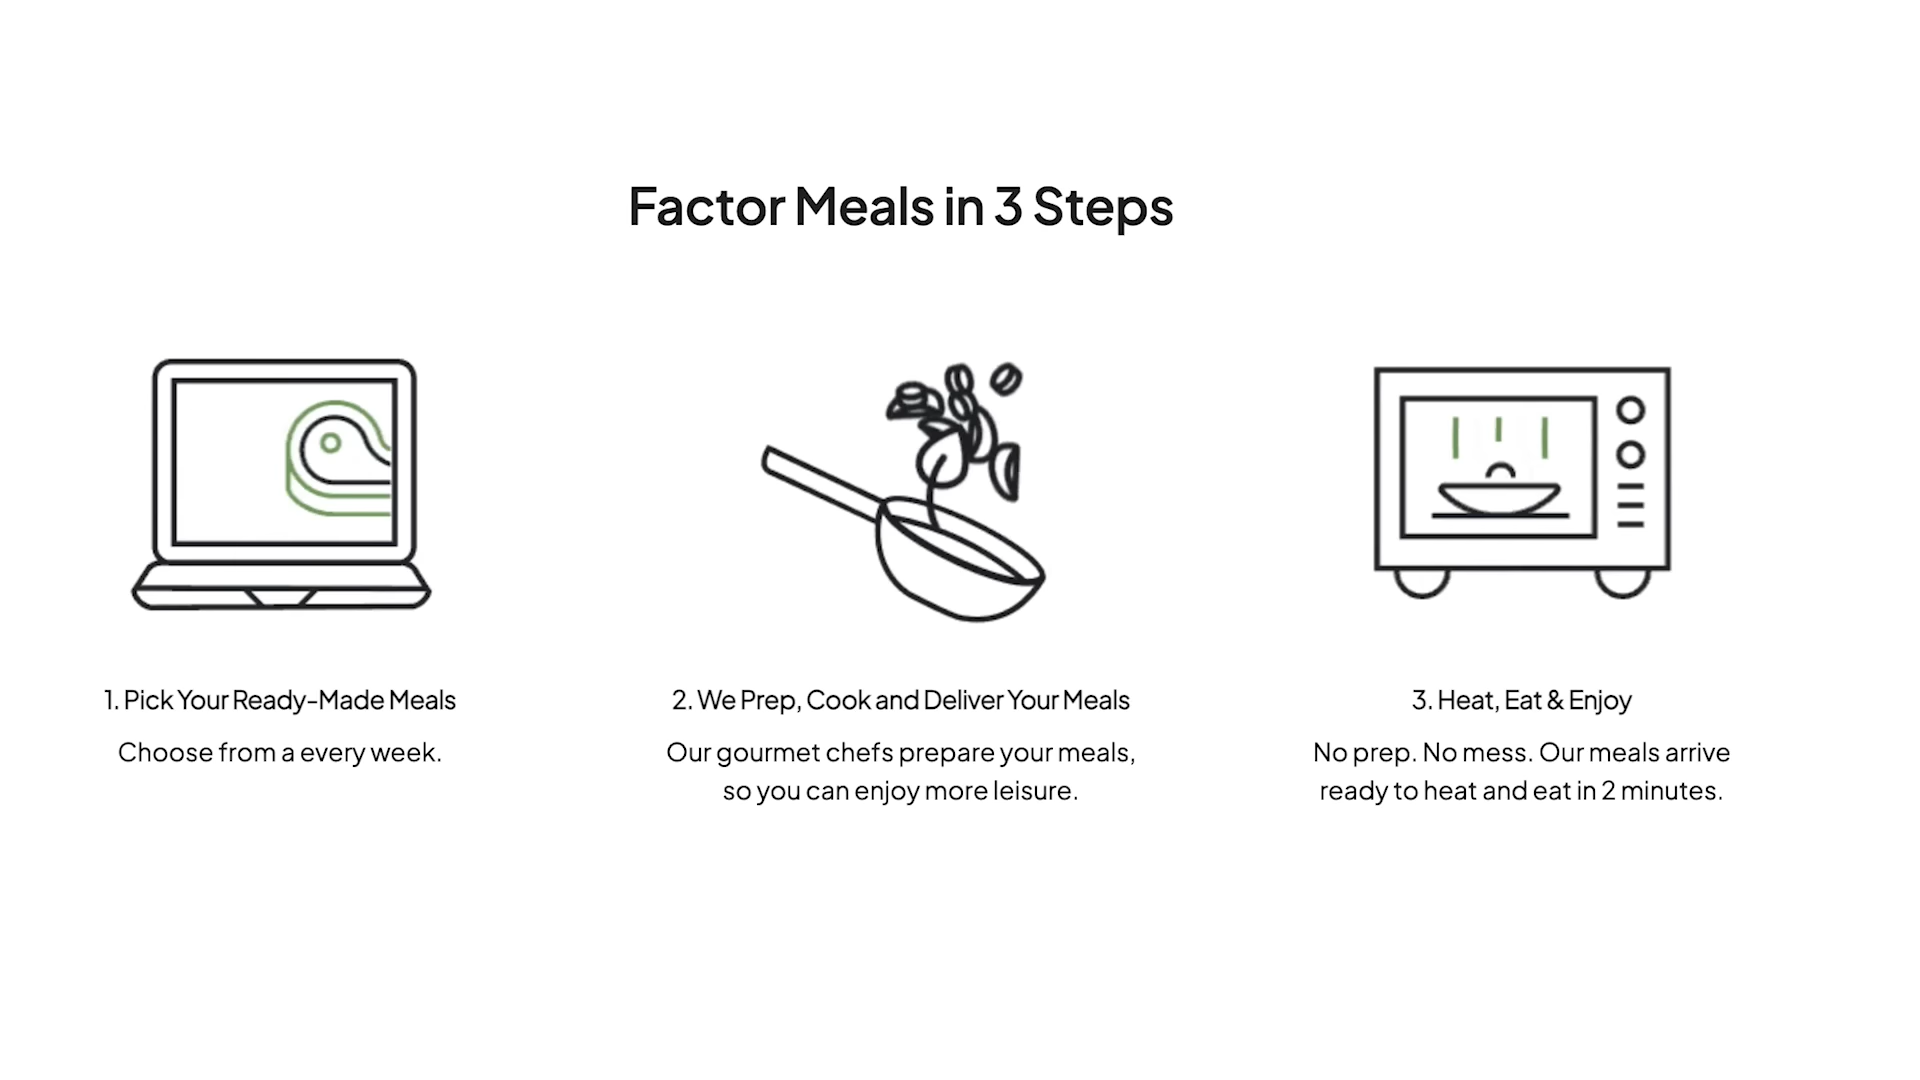 Factor Meals in 3 Steps
1. Pick Your Ready-Made Meals
Choose from a every week.
2. We Prep, Cook and Deliver Your Meals
Our gourmet chefs prepare your meals,
so you can enjoy more leisure.
3. Heat, Eat & Enjoy
No prep. No mess. Our meals arrive
ready to heat and eat in 2 minutes.